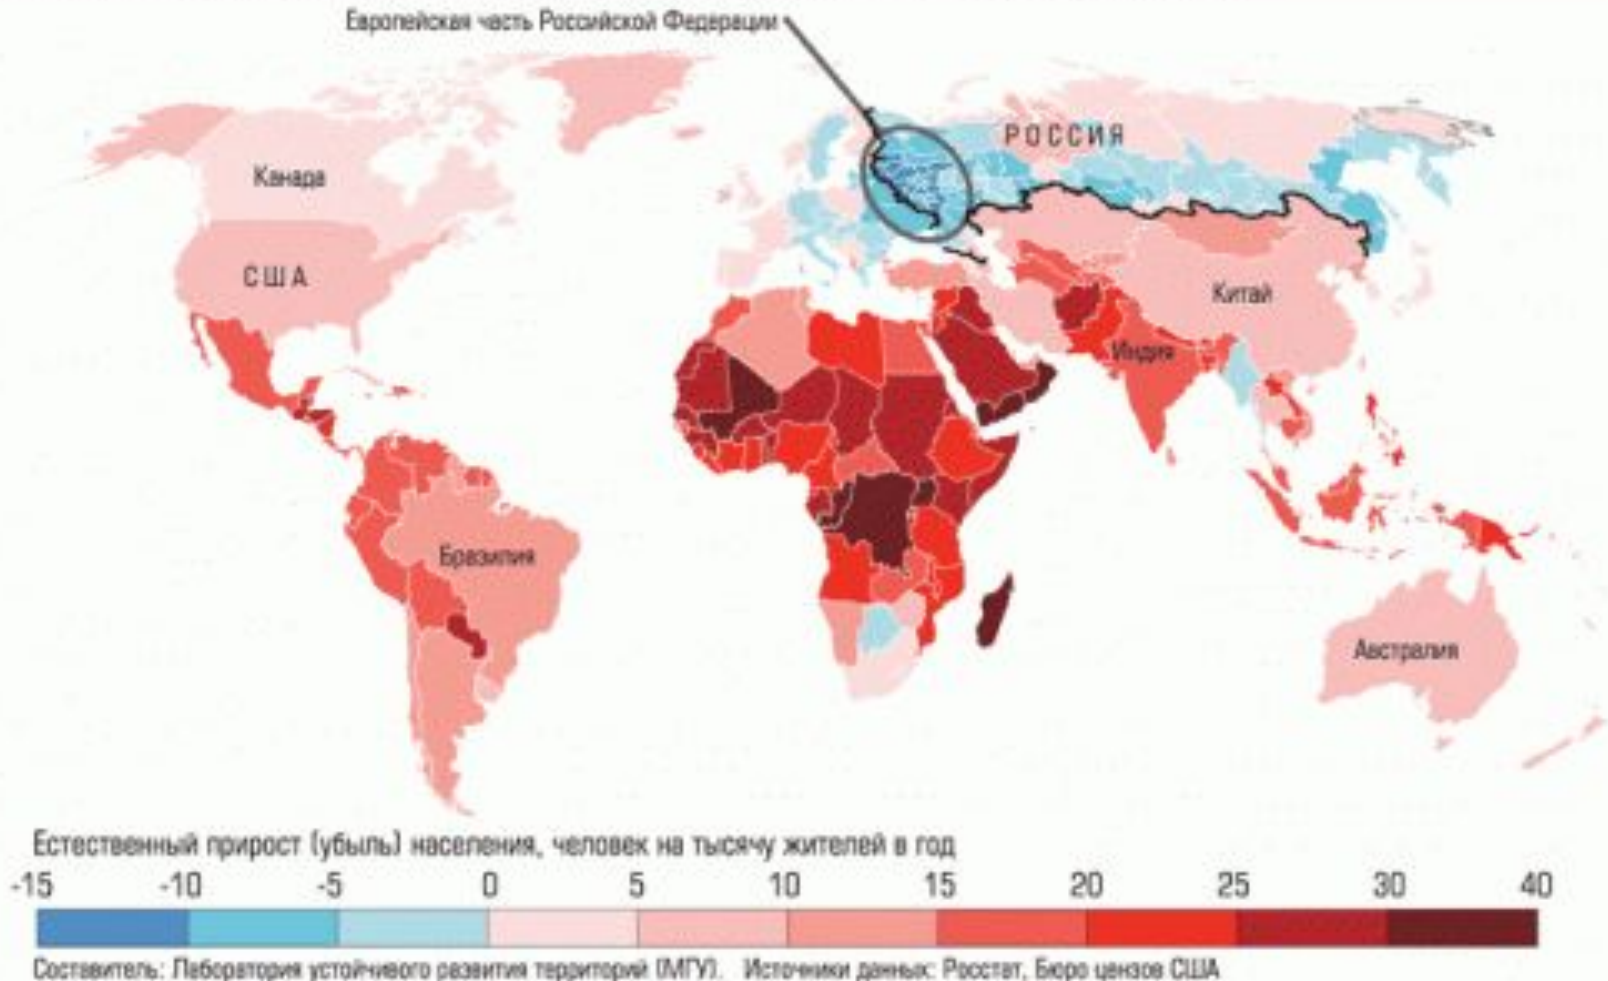 Европейская часть Российской Федерации
РОССИЯ
Канада
США
Китай
Индия
Бразилия
Австралия
Естественный прирост (убыль) населения, человек на тысячу жителей в год
-15 -10 -5 0 5 10 15 20 25 30 40
Составитель: Лаборатория устойчивого развития территорий (МГУ). Источники данных: Росстат, Бюро цензов США